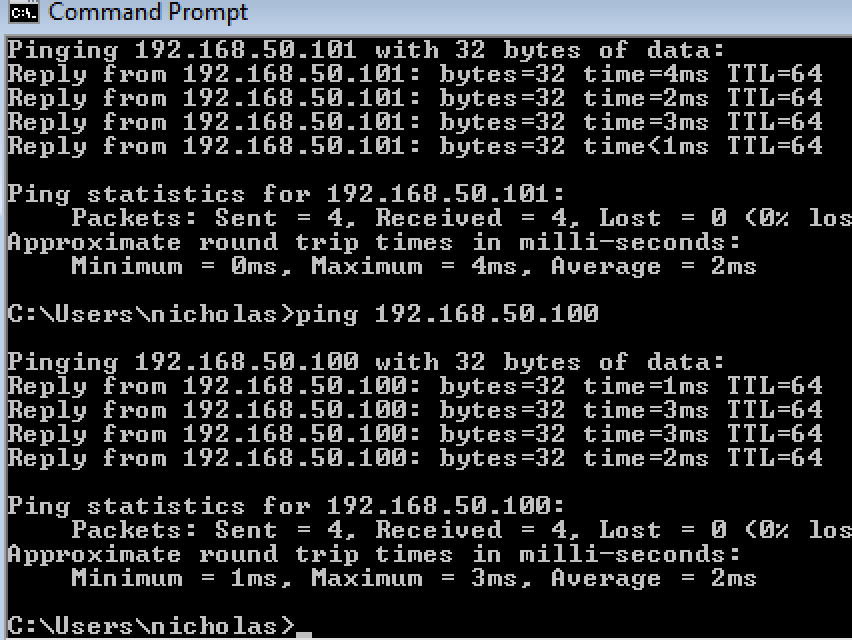 Command Prompt
Pinging 192.168.50.101 with 32 bytes of data:
Reply from 192.168.50.101: bytes=32 time=4ms TTL=64
Reply from 192.168.50.101: bytes=32 time=2ms TTL=64
Reply from 192.168.50.101: bytes=32 time=3ms TTL=64
Reply from 192.168.50.101: bytes=32 time<1ms TTL=64
Ping statistics for 192.168.50.101:
Packets: Sent = 4, Received = 4, Lost = 0 (0% los
Approximate round trip times in milli-seconds:
Minimum = 0ms, Maximum = 4ms, Average = 2ms
C:\Users\nicholas>ping 192.168.50.100
Pinging 192.168.50.100 with 32 bytes of data:
Reply from 192.168.50.100: bytes=32 time=1ms TTL=64
Reply from 192.168.50.100: bytes=32 time=3ms TTL=64
Reply from 192.168.50.100: bytes=32 time=3ms TTL=64
Reply from 192.168.50.100: bytes=32 time=2ms TTL=64
Ping statistics for 192.168.50.100:
Packets: Sent = 4, Received = 4, Lost = 0 (0% los
Approximate round trip times in milli-seconds:
Minimum = 1ms, Maximum = 3ms, Average = 2ms
C:\Users\nicholas>_